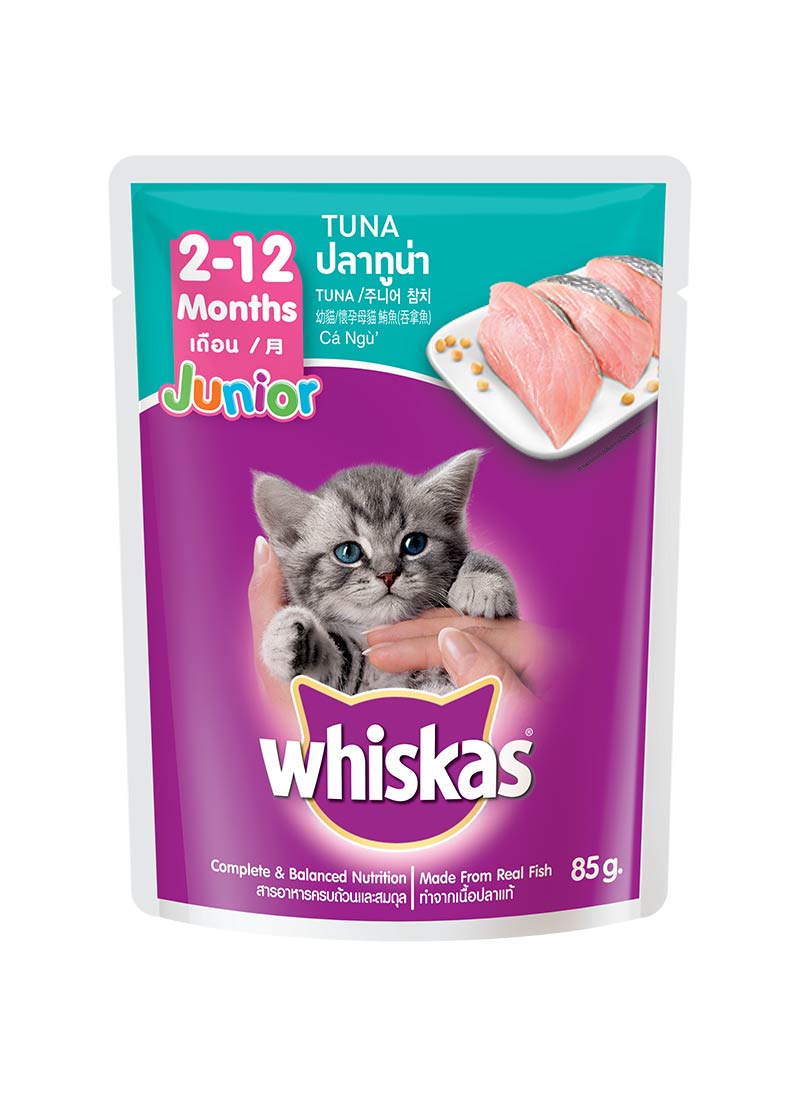 2-12
Months
เดือน / 月
Junior
TUNA
ปลาทูน่า
TUNA /주니어 참치
幼貓/懷孕母貓 鮪魚(吞拿魚)
Cá Ngừ
whiskas®
Complete & Balanced Nutrition
สารอาหารครบถ้วนและสมดุล
Made From Real Fish
ทำจากเนื้อปลาแท้
85 g.